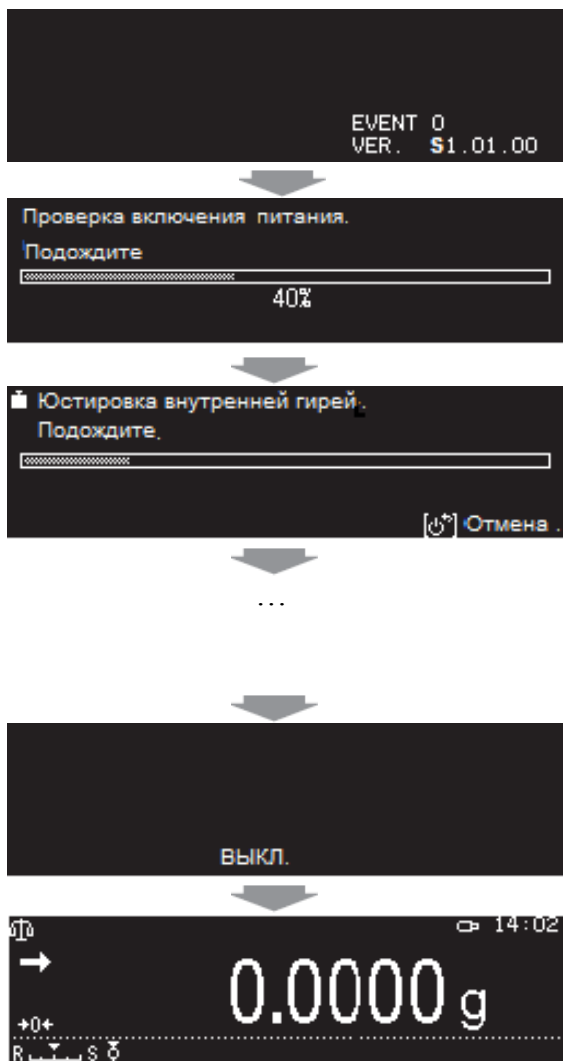 EVENT 0
VER. S1.01.00
Проверка включения питания.
Подождите
40%
Юстировка внутренней гирей.
Подождите.
Отмена.
...
ВЫКЛ.
14:02
0.0000 g
→0←
R S